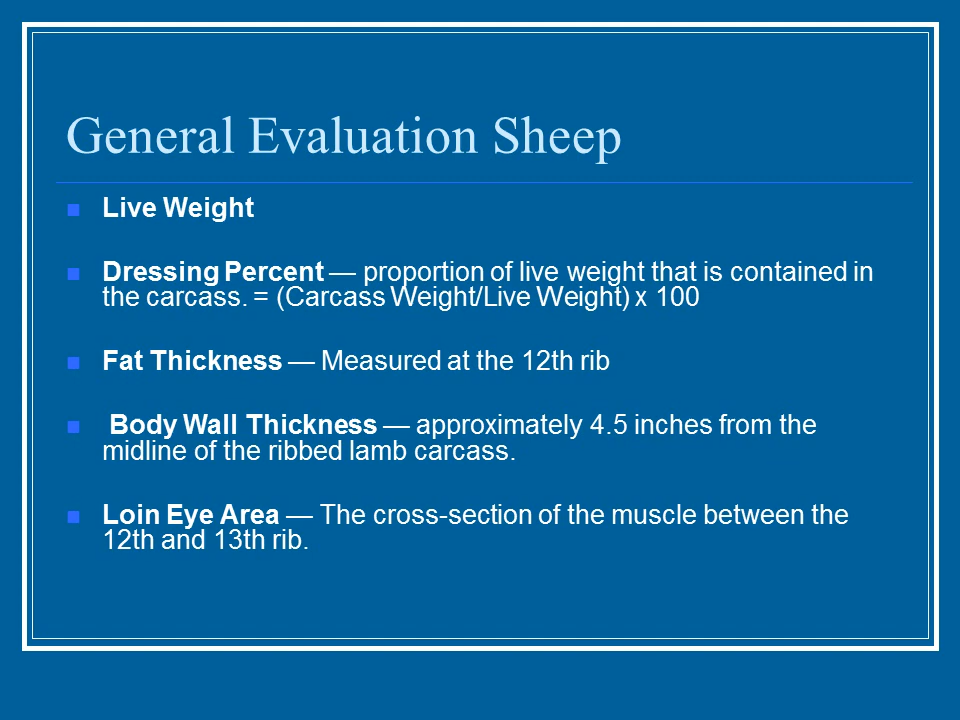 General Evaluation Sheep
Live Weight
Dressing Percent — proportion of live weight that is contained in
the carcass. = (Carcass Weight/Live Weight) x 100
Fat Thickness — Measured at the 12th rib
Body Wall Thickness — approximately 4.5 inches from the
midline of the ribbed lamb carcass.
Loin Eye Area — The cross-section of the muscle between the
12th and 13th rib.